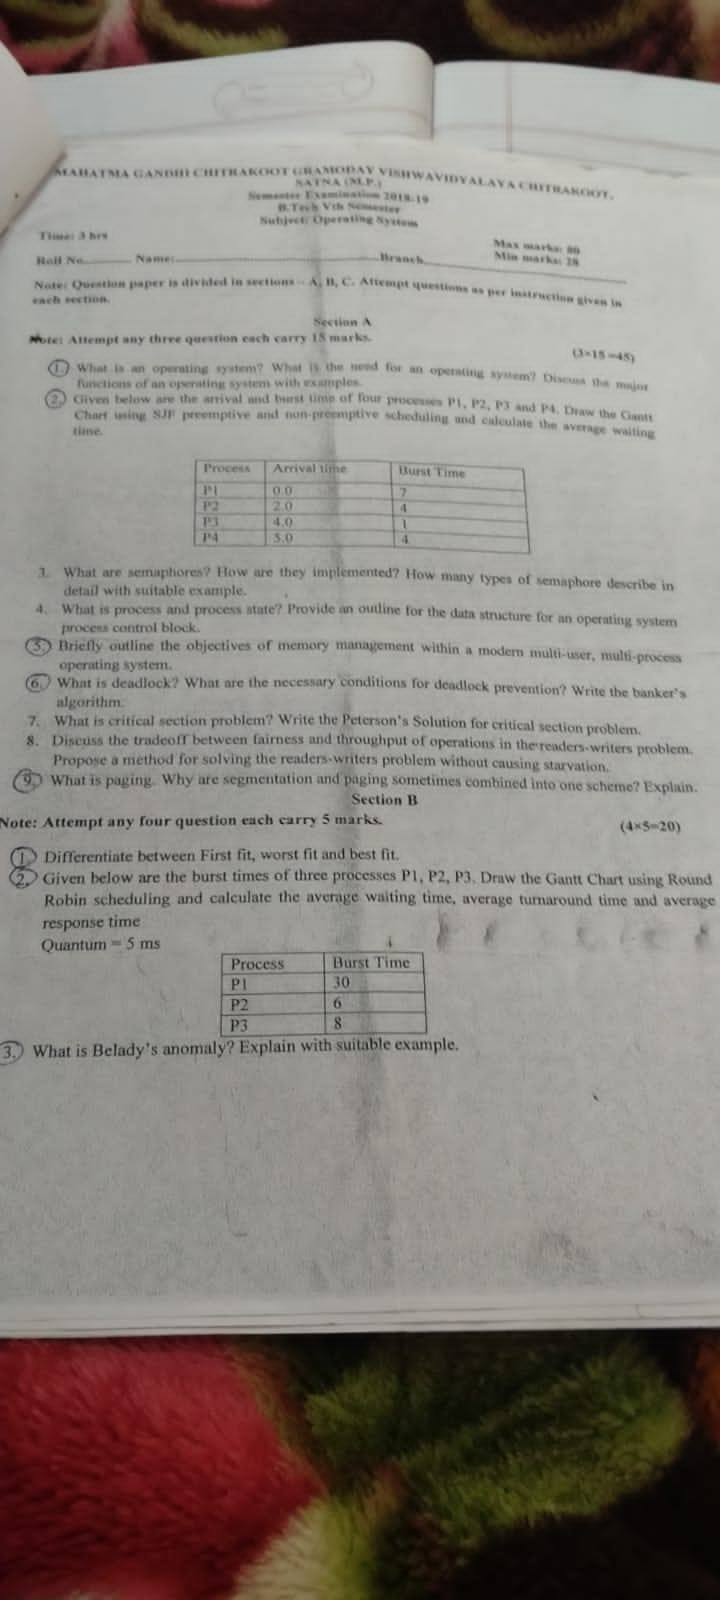 MAHATMA GANDHI CHITRAKOOT GRAMODAY VISHWAVIDYALAYA CHITRAKOOT,
SATNA (M.P.)
Semester Examination 2018-19
B.Tech Vth Semester
Subject: Operating System
Time: 3 hrs
Max marks: 80
Min marks: 28
Roll No........... Name:........................................Branch............
Note: Question paper is divided in sections – A, B, C. Attempt questions as per instruction given in
each section.
Section A
Note: Attempt any three question each carry 15 marks.
(3×15=45)
1. What is an operating system? What is the need for an operating system? Discuss the major
functions of an operating system with examples.
2. Given below are the arrival and burst time of four processes P1, P2, P3 and P4. Draw the Gantt
Chart using SJF preemptive and non-preemptive scheduling and calculate the average waiting
time.
Process Arrival time Burst Time
P1 0.0 7
P2 2.0 4
P3 4.0 1
P4 5.0 4
3. What are semaphores? How are they implemented? How many types of semaphore describe in
detail with suitable example.
4. What is process and process state? Provide an outline for the data structure for an operating system
process control block.
5. Briefly outline the objectives of memory management within a modern multi-user, multi-process
operating system.
6. What is deadlock? What are the necessary conditions for deadlock prevention? Write the banker's
algorithm.
7. What is critical section problem? Write the Peterson's Solution for critical section problem.
8. Discuss the tradeoff between fairness and throughput of operations in the readers-writers problem.
Propose a method for solving the readers-writers problem without causing starvation.
9. What is paging. Why are segmentation and paging sometimes combined into one scheme? Explain.
Section B
Note: Attempt any four question each carry 5 marks.
(4×5=20)
1. Differentiate between First fit, worst fit and best fit.
2. Given below are the burst times of three processes P1, P2, P3. Draw the Gantt Chart using Round
Robin scheduling and calculate the average waiting time, average turnaround time and average
response time
Quantum = 5 ms
Process Burst Time
P1 30
P2 6
P3 8
3. What is Belady's anomaly? Explain with suitable example.